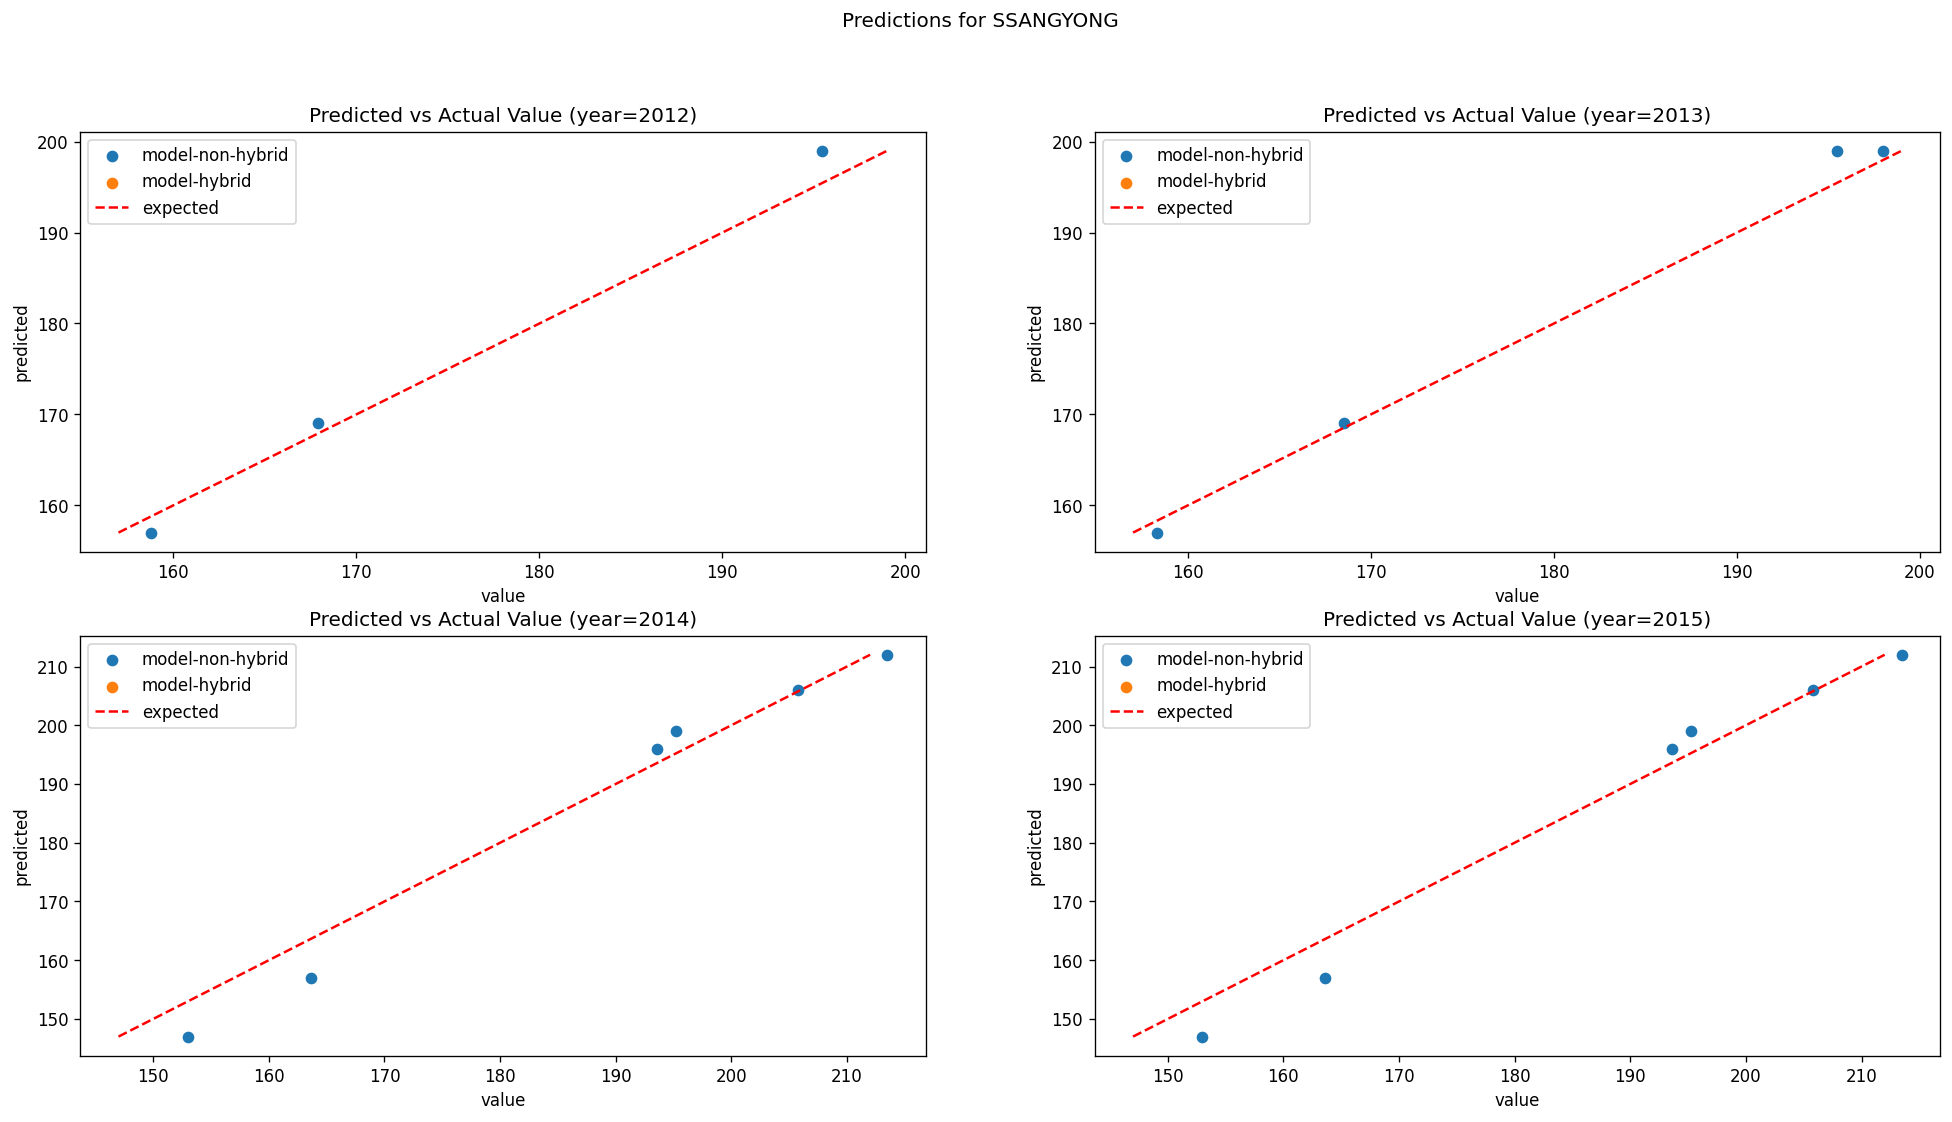 Predictions for SSANGYONG
Predicted vs Actual Value (year=2012)
model-non-hybrid
model-hybrid
expected
predicted
200
190
180
170
160
160 170 180 190 200
value
Predicted vs Actual Value (year=2013)
model-non-hybrid
model-hybrid
expected
predicted
200
190
180
170
160
160 170 180 190 200
value
Predicted vs Actual Value (year=2014)
model-non-hybrid
model-hybrid
expected
predicted
210
200
190
180
170
160
150
150 160 170 180 190 200 210
value
Predicted vs Actual Value (year=2015)
model-non-hybrid
model-hybrid
expected
predicted
210
200
190
180
170
160
150
150 160 170 180 190 200 210
value